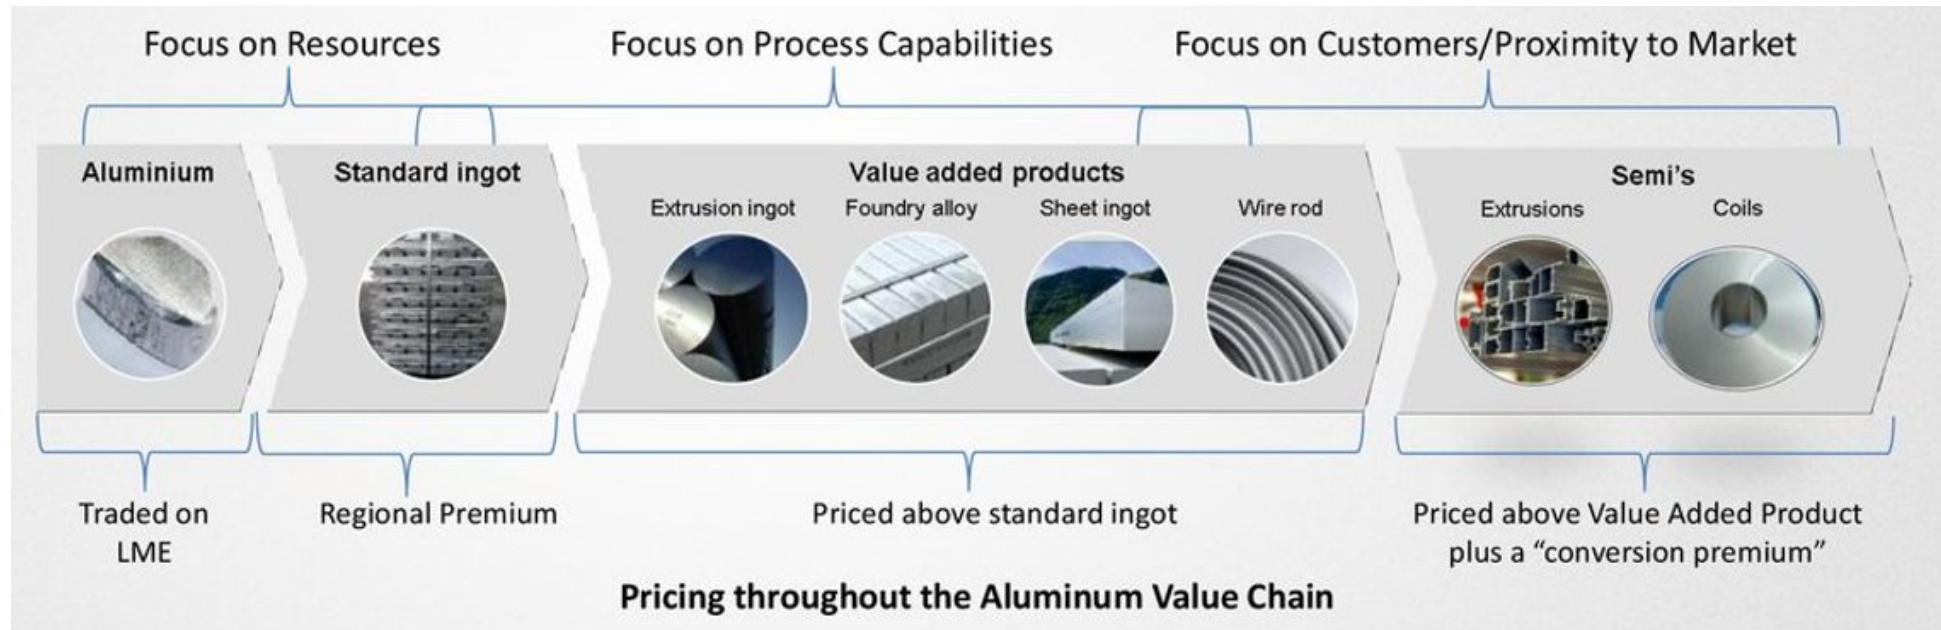 Focus on Resources
Focus on Process Capabilities
Focus on Customers/Proximity to Market
Aluminium
Standard ingot
Value added products
Extrusion ingot
Foundry alloy
Sheet ingot
Wire rod
Semi's
Extrusions
Coils
Traded on
LME
Regional Premium
Priced above standard ingot
Priced above Value Added Product
plus a “conversion premium”
Pricing throughout the Aluminum Value Chain